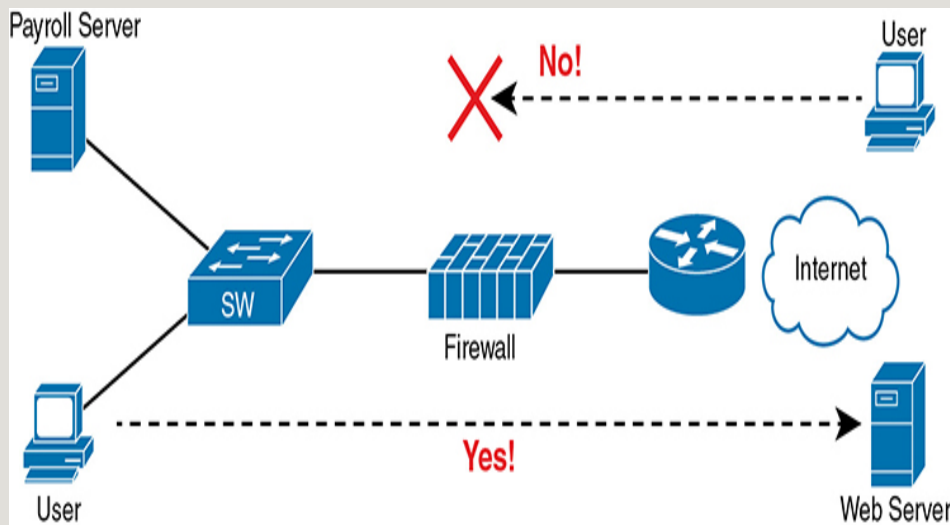 Payroll Server
No!
User
SW
Firewall
Internet
User
Yes!
Web Server